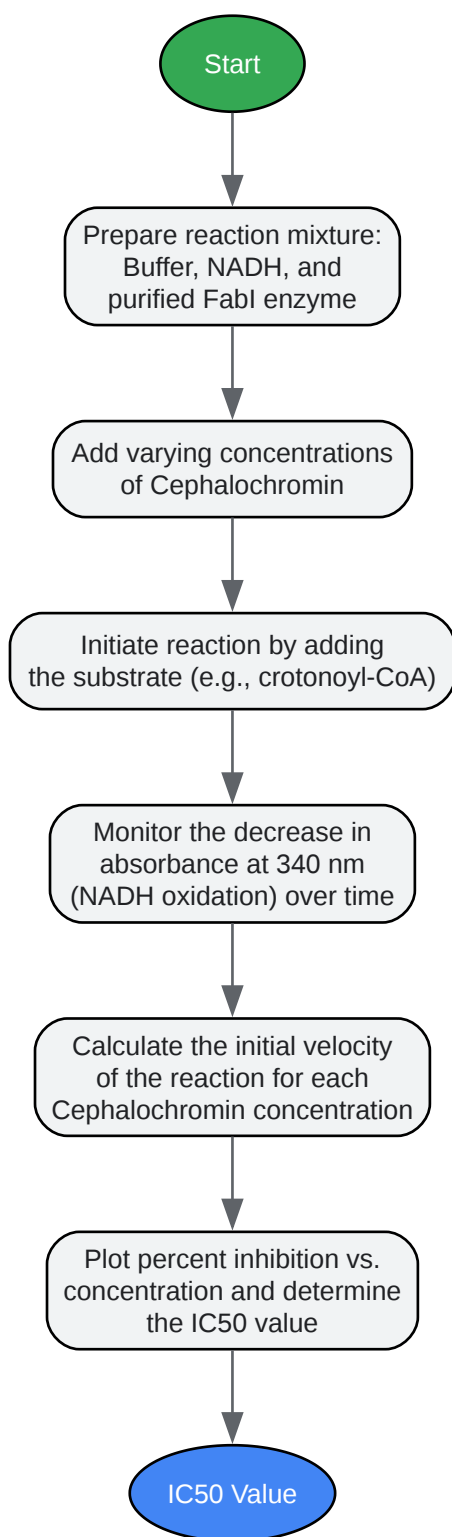 Start
Prepare reaction mixture:
Buffer, NADH, and
purified FabI enzyme
Add varying concentrations
of Cephalochromin
Initiate reaction by adding
the substrate (e.g., crotonoyl-CoA)
Monitor the decrease in
absorbance at 340 nm
(NADH oxidation) over time
Calculate the initial velocity
of the reaction for each
Cephalochromin concentration
Plot percent inhibition vs.
concentration and determine
the IC50 value
IC50 Value